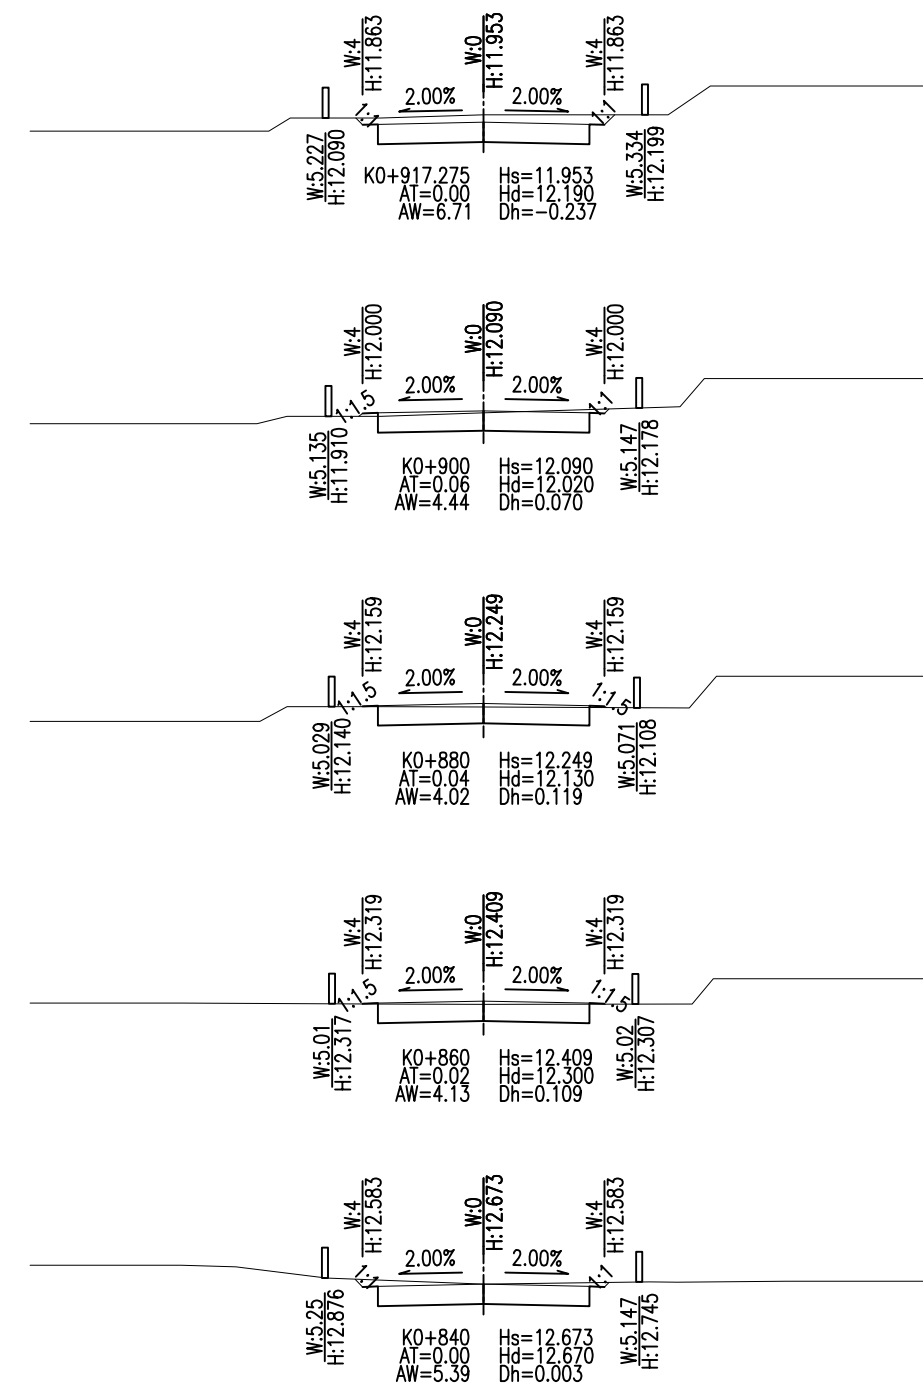 W:4
H:11.863
W:0
H:11.953
W:4
H:11.863
2.00%
2.00%
1:1
1:1
W:5.227
H:12.090
W:5.334
H:12.199
K0+917.275 Hs=11.953
AT=0.00 Hd=12.190
AW=6.71 Dh=-0.237
W:4
H:12.000
W:0
H:12.090
W:4
H:12.000
2.00%
2.00%
1:1.5
1:1
W:5.135
H:11.910
W:5.147
H:12.178
K0+900 Hs=12.090
AT=0.06 Hd=12.020
AW=4.44 Dh=0.070
W:4
H:12.159
W:0
H:12.249
W:4
H:12.159
2.00%
2.00%
1:1.5
1:1.5
W:5.029
H:12.140
W:5.071
H:12.108
K0+880 Hs=12.249
AT=0.04 Hd=12.130
AW=4.02 Dh=0.119
W:4
H:12.319
W:0
H:12.409
W:4
H:12.319
2.00%
2.00%
1:1.5
1:1.5
W:5.01
H:12.317
W:5.02
H:12.307
K0+860 Hs=12.409
AT=0.02 Hd=12.300
AW=4.13 Dh=0.109
W:4
H:12.583
W:0
H:12.673
W:4
H:12.583
2.00%
2.00%
1:1
1:1
W:5.25
H:12.876
W:5.147
H:12.745
K0+840 Hs=12.673
AT=0.00 Hd=12.670
AW=5.39 Dh=0.003